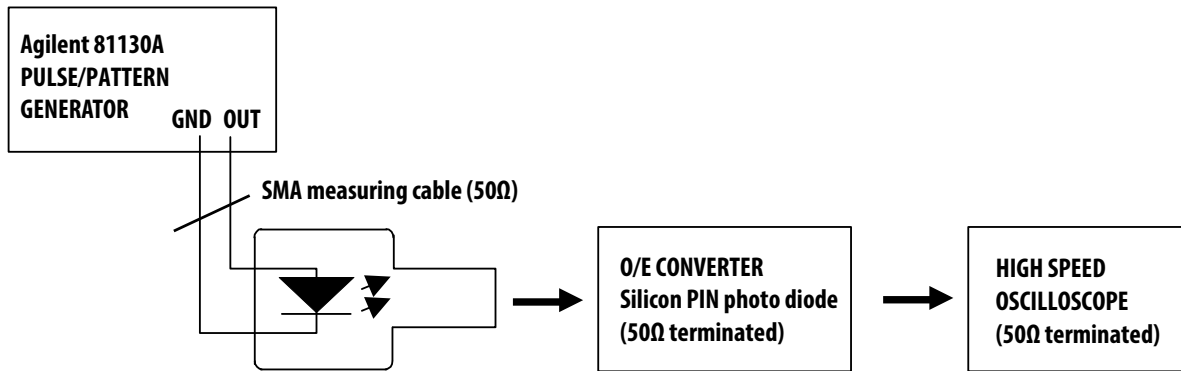 Agilent 81130A
PULSE/PATTERN
GENERATOR
GND OUT
SMA measuring cable (50Ω)
O/E CONVERTER
Silicon PIN photo diode
(50Ω terminated)
HIGH SPEED
OSCILLOSCOPE
(50Ω terminated)